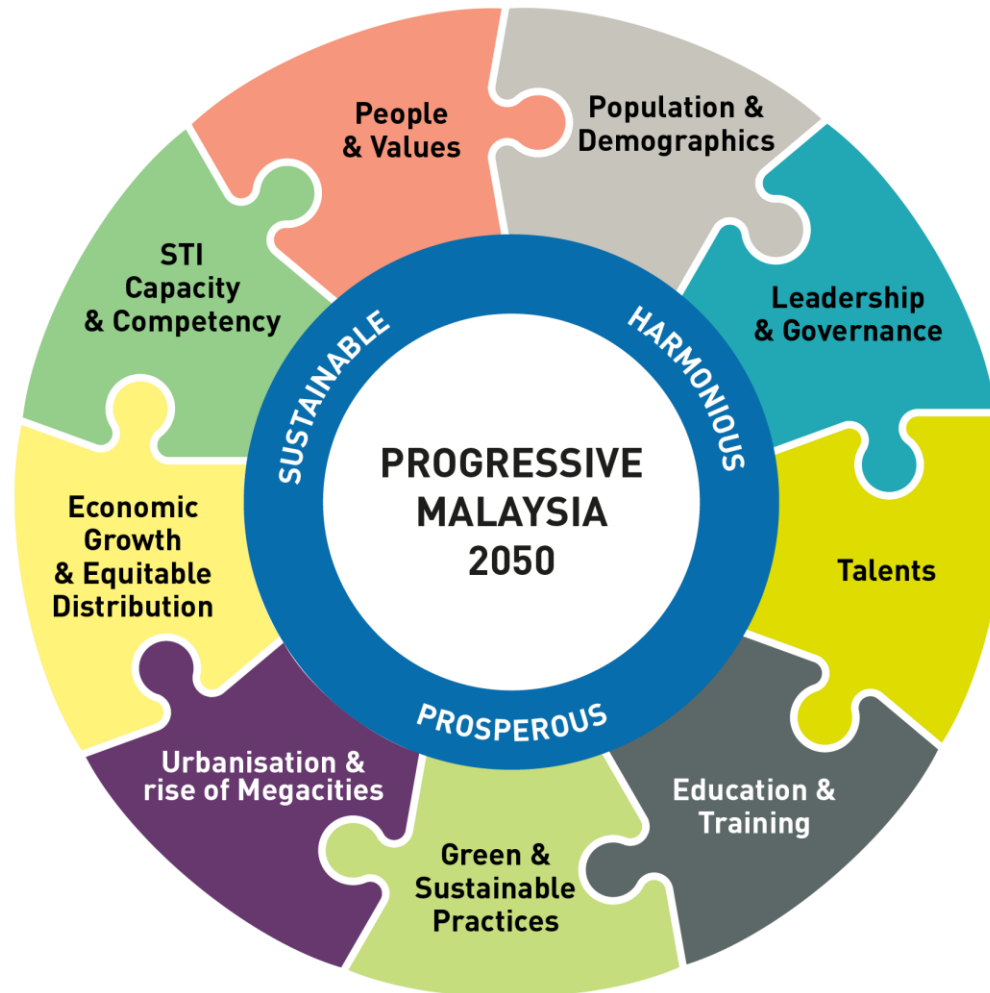 People
& Values
Population &
Demographics
Leadership
& Governance
Talents
Education &
Training
Green &
Sustainable
Practices
Urbanisation &
rise of Megacities
Economic
Growth
& Equitable
Distribution
STI
Capacity
& Competency
SUSTAINABLE
HARMONIOUS
PROSPEROUS
PROGRESSIVE
MALAYSIA
2050